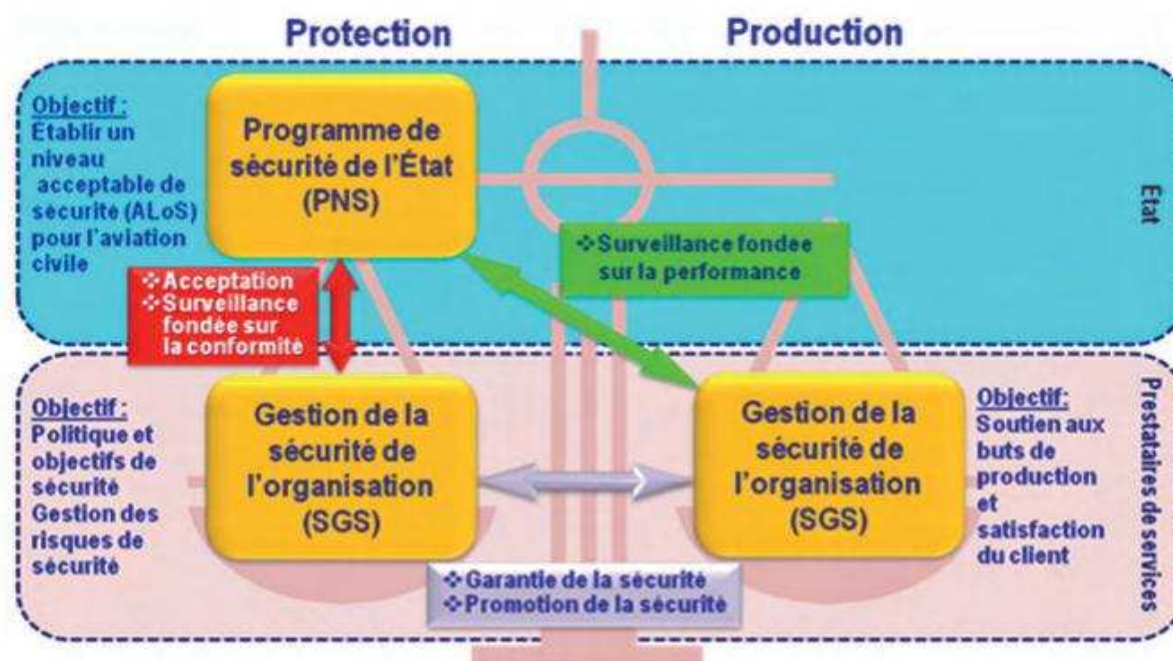 Protection
Production
Objectif :
Etablir un
niveau
acceptable de
sécurité (ALoS)
pour l'aviation
civile
Programme de
sécurité de l'État
(PNS)
Etat
❖Surveillance fondee
sur la performance
❖Acceptation
❖Surveillance
fondée sur
la conformité
Objectif :
Politique et
objectifs de
sécurité
Gestion des
risques de
sécurité
Gestion de la
sécurité de
l'organisation
(SGS)
Gestion de la
sécurité de
l'organisation
(SGS)
Objectif:
Soutien aux
buts de
production
et
satisfaction
du client
Prestataires de services
❖Garantie de la sécurité
❖Promotion de la sécurité